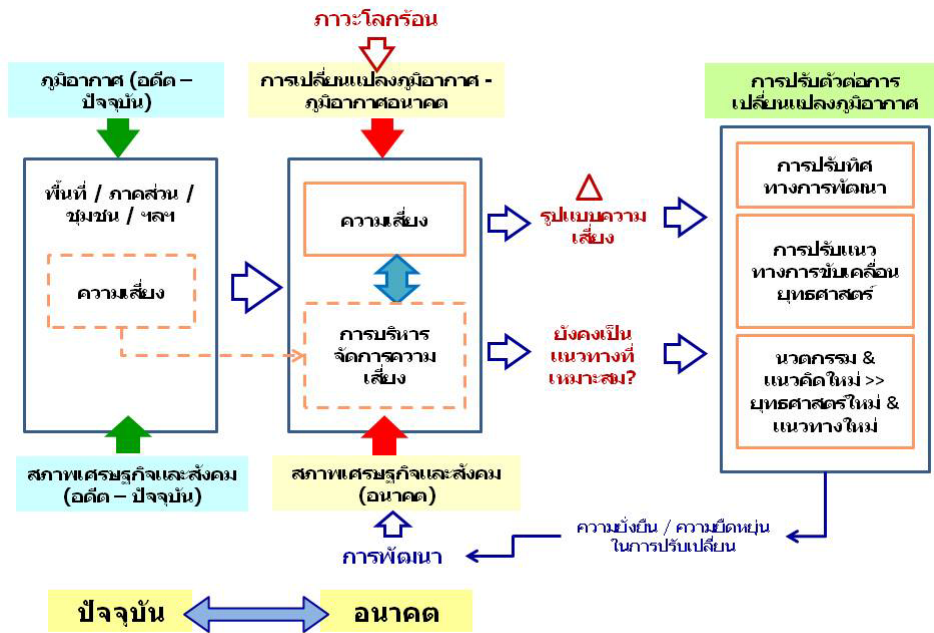 ภาวะโลกร้อน
ภูมิอากาศ (อดีต –
ปัจจุบัน)
การเปลี่ยนแปลงภูมิอากาศ -
ภูมิอากาศอนาคต
การปรับตัวต่อการ
เปลี่ยนแปลงภูมิอากาศ
พื้นที่ / ภาคส่วน /
ชุมชน / ฯลฯ
ความเสี่ยง
ความเสี่ยง
การบริหาร
จัดการความ
เสี่ยง
Δ
รูปแบบความ
เสี่ยง
ยังคงเป็น
แนวทางที่
เหมาะสม?
การปรับทิศ
ทางการพัฒนา
การปรับแนว
ทางการขับเคลื่อน
ยุทธศาสตร์
นวตกรรม &
แนวคิดใหม่ >>
ยุทธศาสตร์ใหม่ &
แนวทางใหม่
สภาพเศรษฐกิจและสังคม
(อดีต – ปัจจุบัน)
สภาพเศรษฐกิจและสังคม
(อนาคต)
การพัฒนา
ความยั่งยืน / ความยืดหยุ่น
ในการปรับเปลี่ยน
ปัจจุบัน
อนาคต